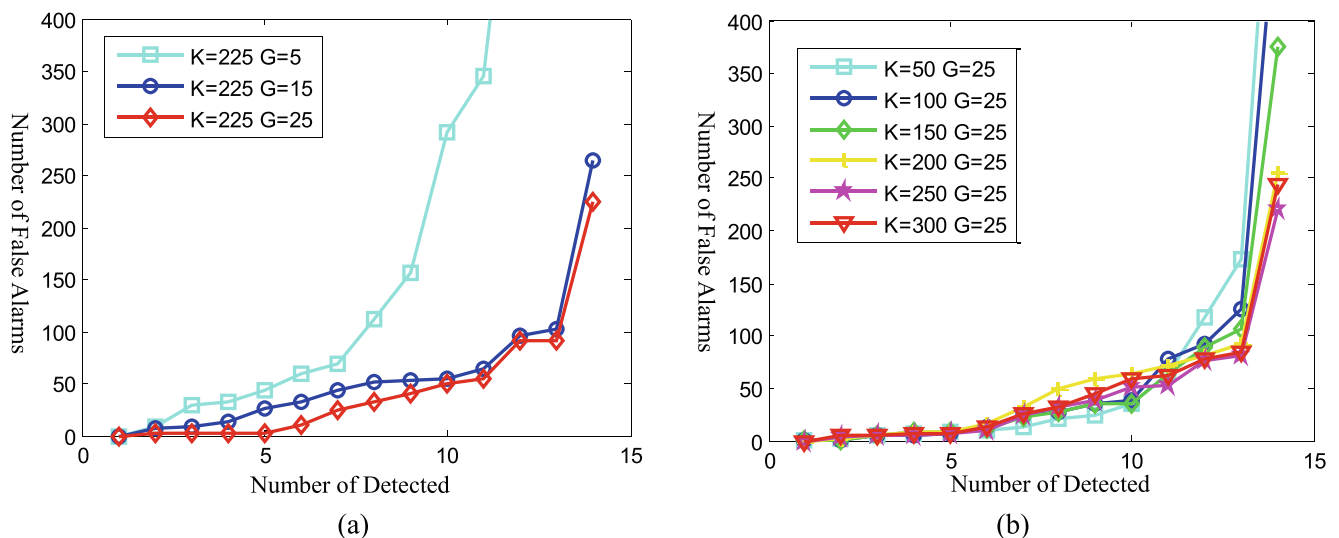 400
350
300
250
200
150
100
50
0
Number of False Alarms
K=225 G=5
K=225 G=15
K=225 G=25
0
5
10
15
Number of Detected
(a)
400
350
300
250
200
150
100
50
0
Number of False Alarms
K=50 G=25
K=100 G=25
K=150 G=25
K=200 G=25
K=250 G=25
K=300 G=25
0
5
10
15
Number of Detected
(b)